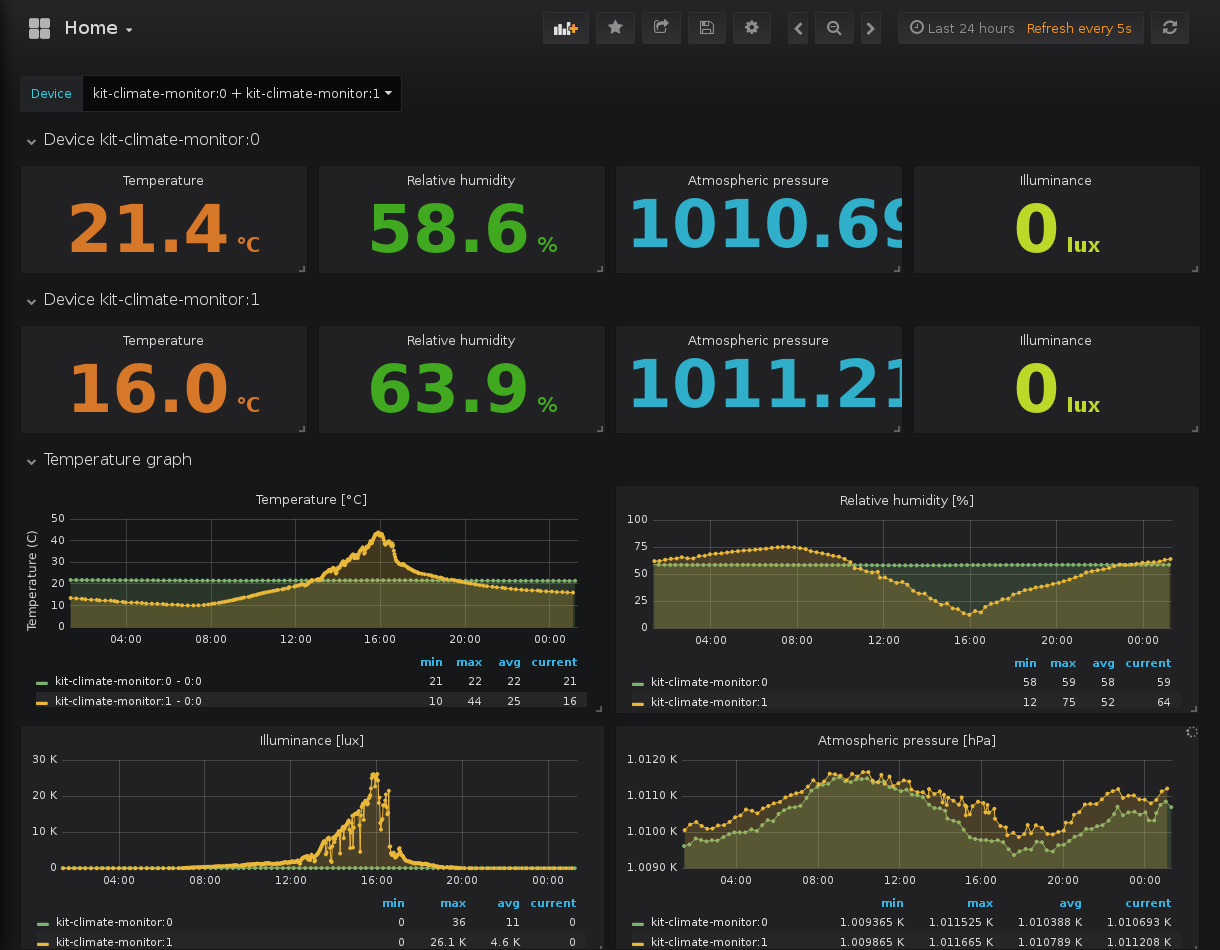 Home
Last 24 hours Refresh every 5s
Device kit-climate-monitor:0 + kit-climate-monitor:1
Device kit-climate-monitor:0
Temperature Relative humidity Atmospheric pressure Illuminance
21.4 °C 58.6 % 1010.69 0 lux
Device kit-climate-monitor:1
Temperature Relative humidity Atmospheric pressure Illuminance
16.0 °C 63.9 % 1011.21 0 lux
Temperature graph
Temperature [°C]
Temperature (C)
50
40
30
20
10
0
04:00 08:00 12:00 16:00 20:00 00:00
min max avg current
kit-climate-monitor:0 - 0:0 21 22 22 21
kit-climate-monitor:1 - 0:0 10 44 25 16
Relative humidity [%]
100
75
50
25
0
04:00 08:00 12:00 16:00 20:00 00:00
min max avg current
kit-climate-monitor:0 58 59 58 59
kit-climate-monitor:1 12 75 52 64
Illuminance [lux]
30 K
20 K
10 K
0
04:00 08:00 12:00 16:00 20:00 00:00
min max avg current
kit-climate-monitor:0 0 36 11 0
kit-climate-monitor:1 0 26.1 K 4.6 K 0
Atmospheric pressure [hPa]
1.0120 K
1.0110 K
1.0100 K
1.0090 K
04:00 08:00 12:00 16:00 20:00 00:00
min max avg current
kit-climate-monitor:0 1.009365 K 1.011525 K 1.010388 K 1.010693 K
kit-climate-monitor:1 1.009865 K 1.011665 K 1.010789 K 1.011208 K